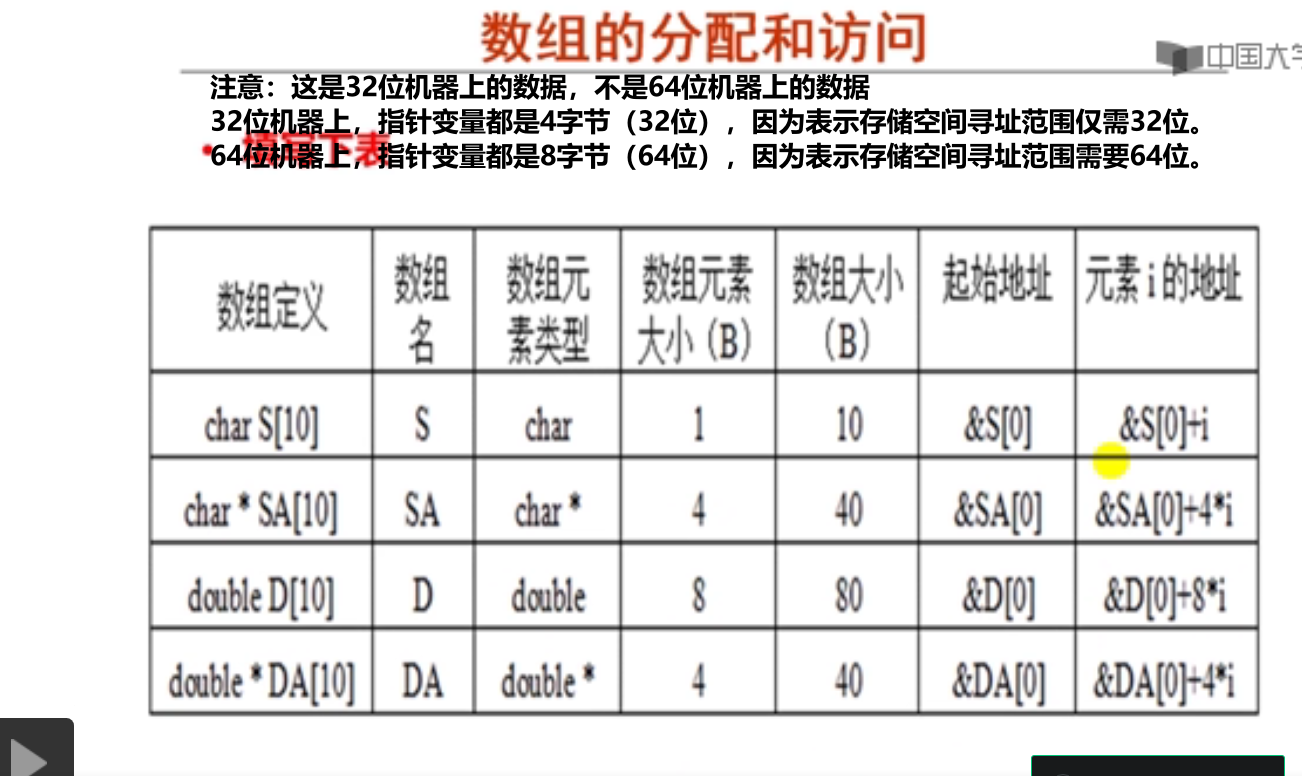 数组的分配和访问
中国大学
注意：这是32位机器上的数据，不是64位机器上的数据
32位机器上，指针变量都是4字节（32位），因为表示存储空间寻址范围仅需32位。
• 填写下表
64位机器上，指针变量都是8字节（64位），因为表示存储空间寻址范围需要64位。
数组定义 数组名 数组元素类型 数组元素大小（B） 数组大小（B） 起始地址 元素 i 的地址
char S[10] S char 1 10 &S[0] &S[0]+i
char * SA[10] SA char * 4 40 &SA[0] &SA[0]+4*i
double D[10] D double 8 80 &D[0] &D[0]+8*i
double * DA[10] DA double * 4 40 &DA[0] &DA[0]+4*i